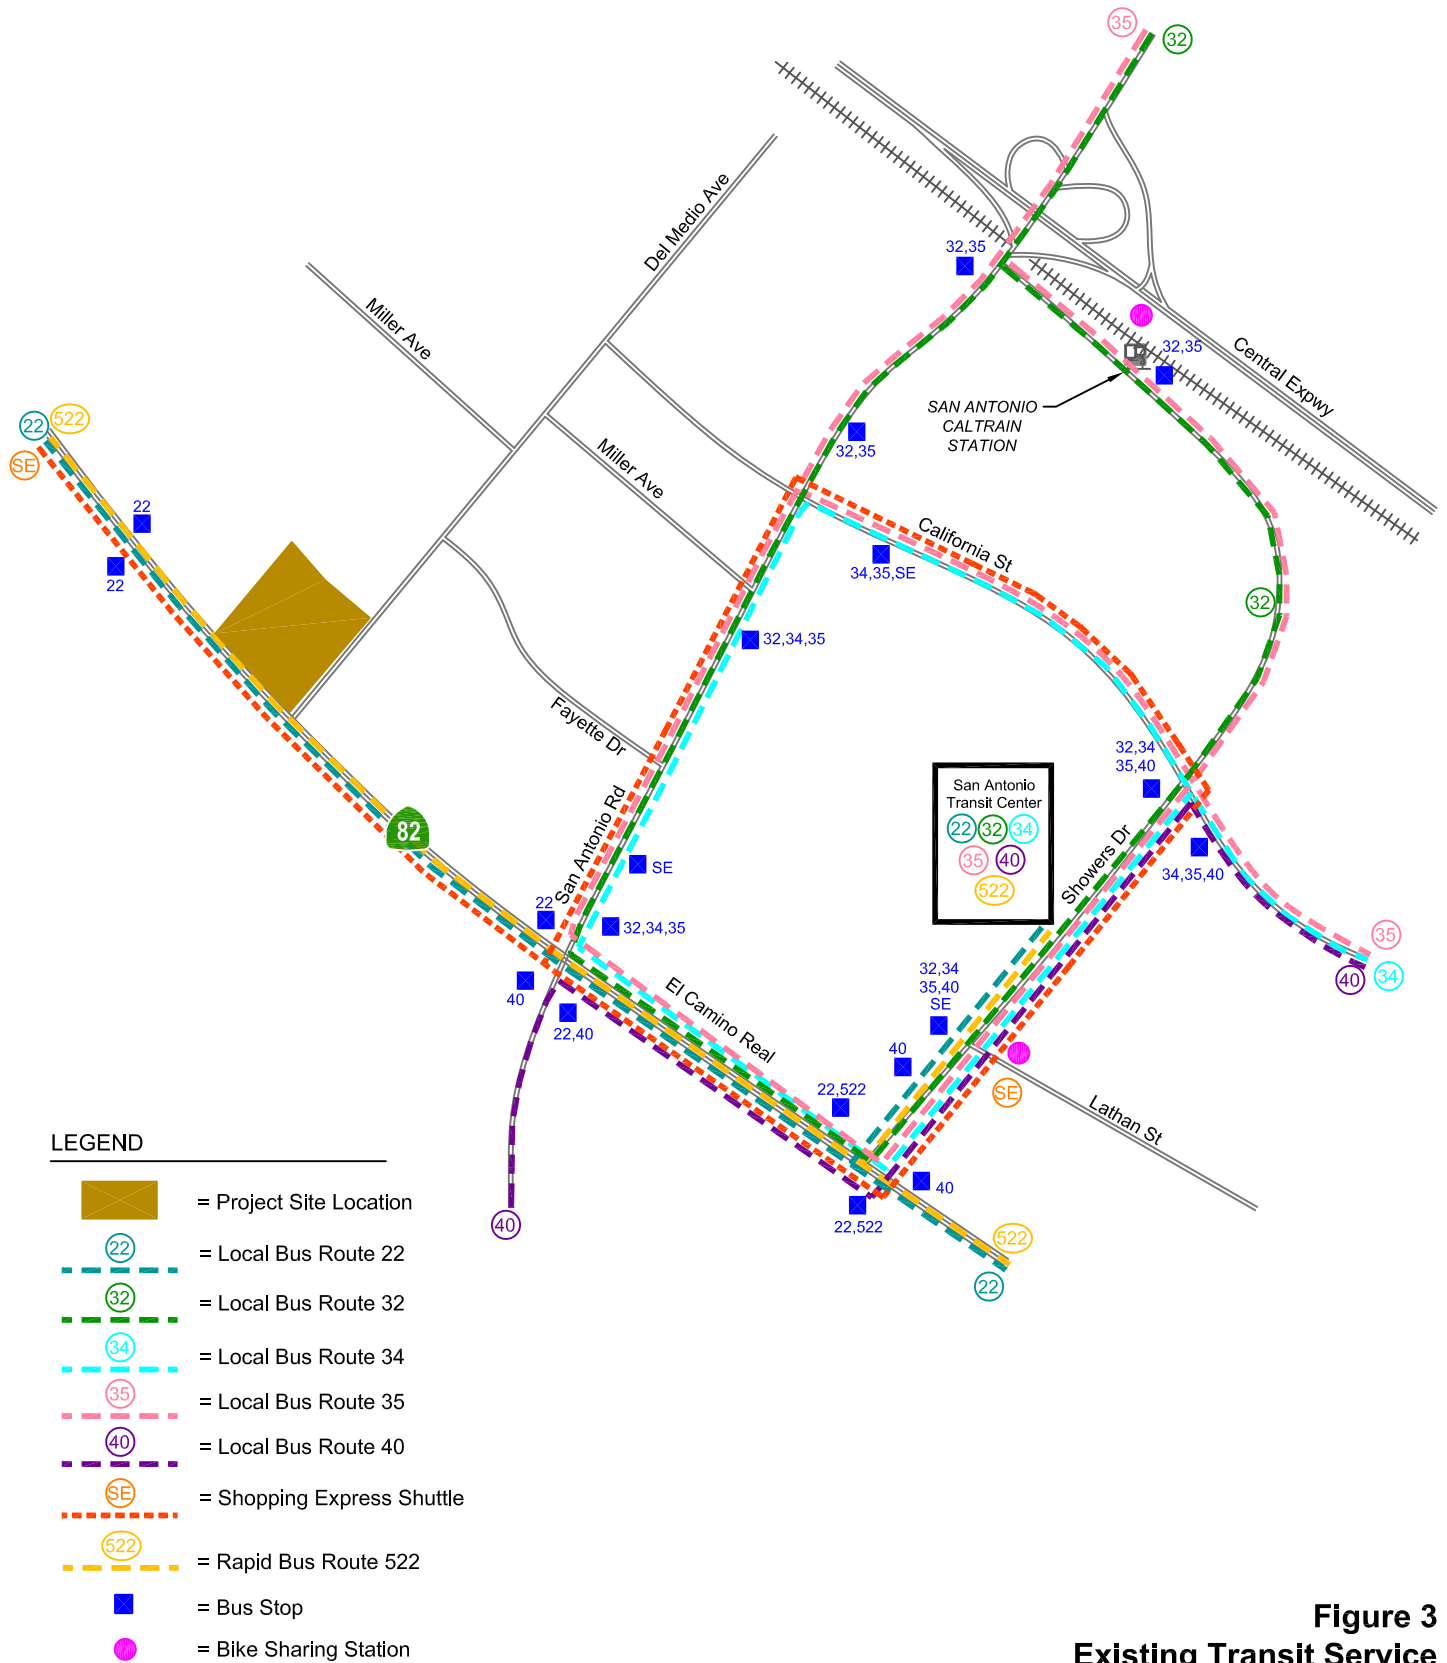 35
32
Del Medio Ave
32,35
Miller Ave
32,35
Central Expwy
SAN ANTONIO
CALTRAIN
STATION
22
522
SE
32,35
Miller Ave
22
22
California St
34,35,SE
32
32,34,35
Fayette Dr
32,34
35,40
San Antonio
Transit Center
22 32 34
35 40
522
82
San Antonio Rd
SE
Showers Dr
34,35,40
22
32,34,35
35
34
40
40
22,40
El Camino Real
32,34
35,40
SE
40
SE
22,522
Lathan St
40
22,522
40
522
22
LEGEND
= Project Site Location
22
= Local Bus Route 22
32
= Local Bus Route 32
34
= Local Bus Route 34
35
= Local Bus Route 35
40
= Local Bus Route 40
SE
= Shopping Express Shuttle
522
= Rapid Bus Route 522
= Bus Stop
= Bike Sharing Station
Figure 3
Existing Transit Service